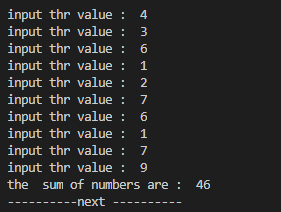 input thr value :  4
input thr value :  3
input thr value :  6
input thr value :  1
input thr value :  2
input thr value :  7
input thr value :  6
input thr value :  1
input thr value :  7
input thr value :  9
the  sum of numbers are :  46
----------next ----------